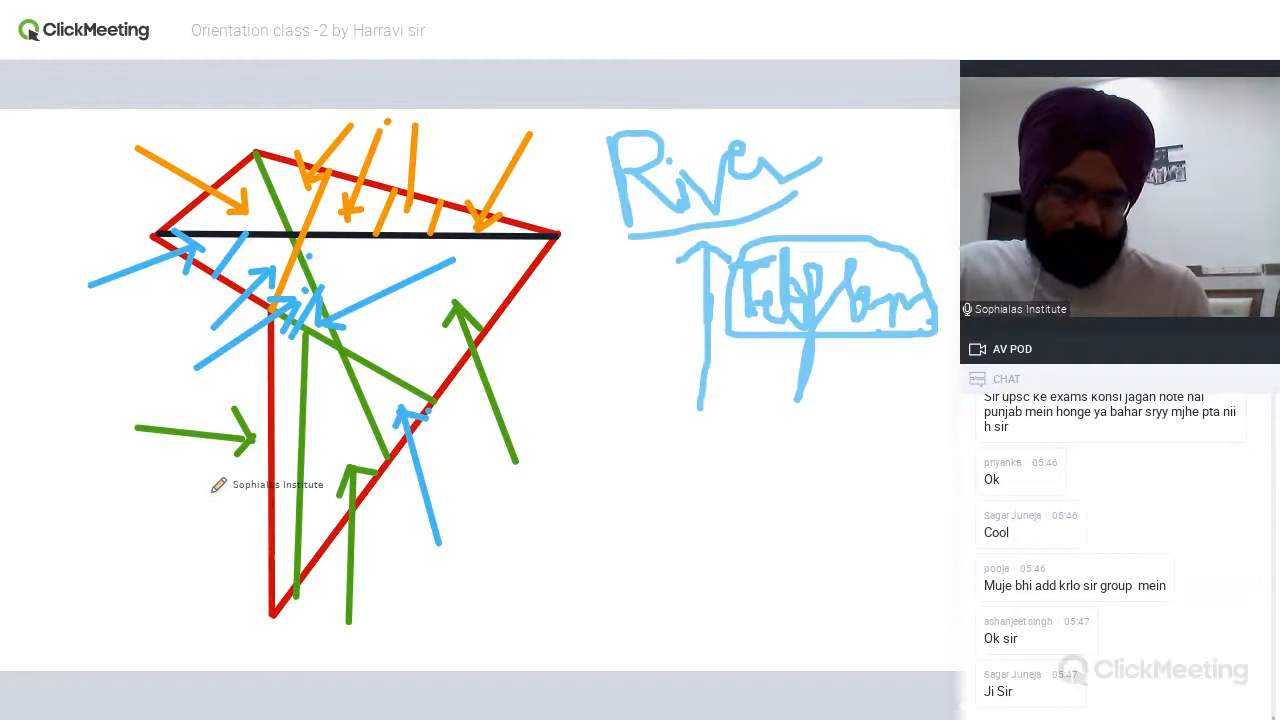 ClickMeeting
Orientation class -2 by Harravi sir
River
Sophialas Institute
Sophialas Institute
AV POD
CHAT
Sir upsc ke exams konsi jagah hote hai
punjab mein honge ya bahar sryy mjhe pta nii
h sir
priyanka 05:46
Ok
Sagar Juneja 05:46
Cool
pooja 05:46
Muje bhi add krlo sir group mein
ashanjeet singh 05:47
Ok sir
Sagar Juneja 05:47
Ji Sir
ClickMeeting